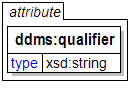 attribute
ddms:qualifier
type xsd:string